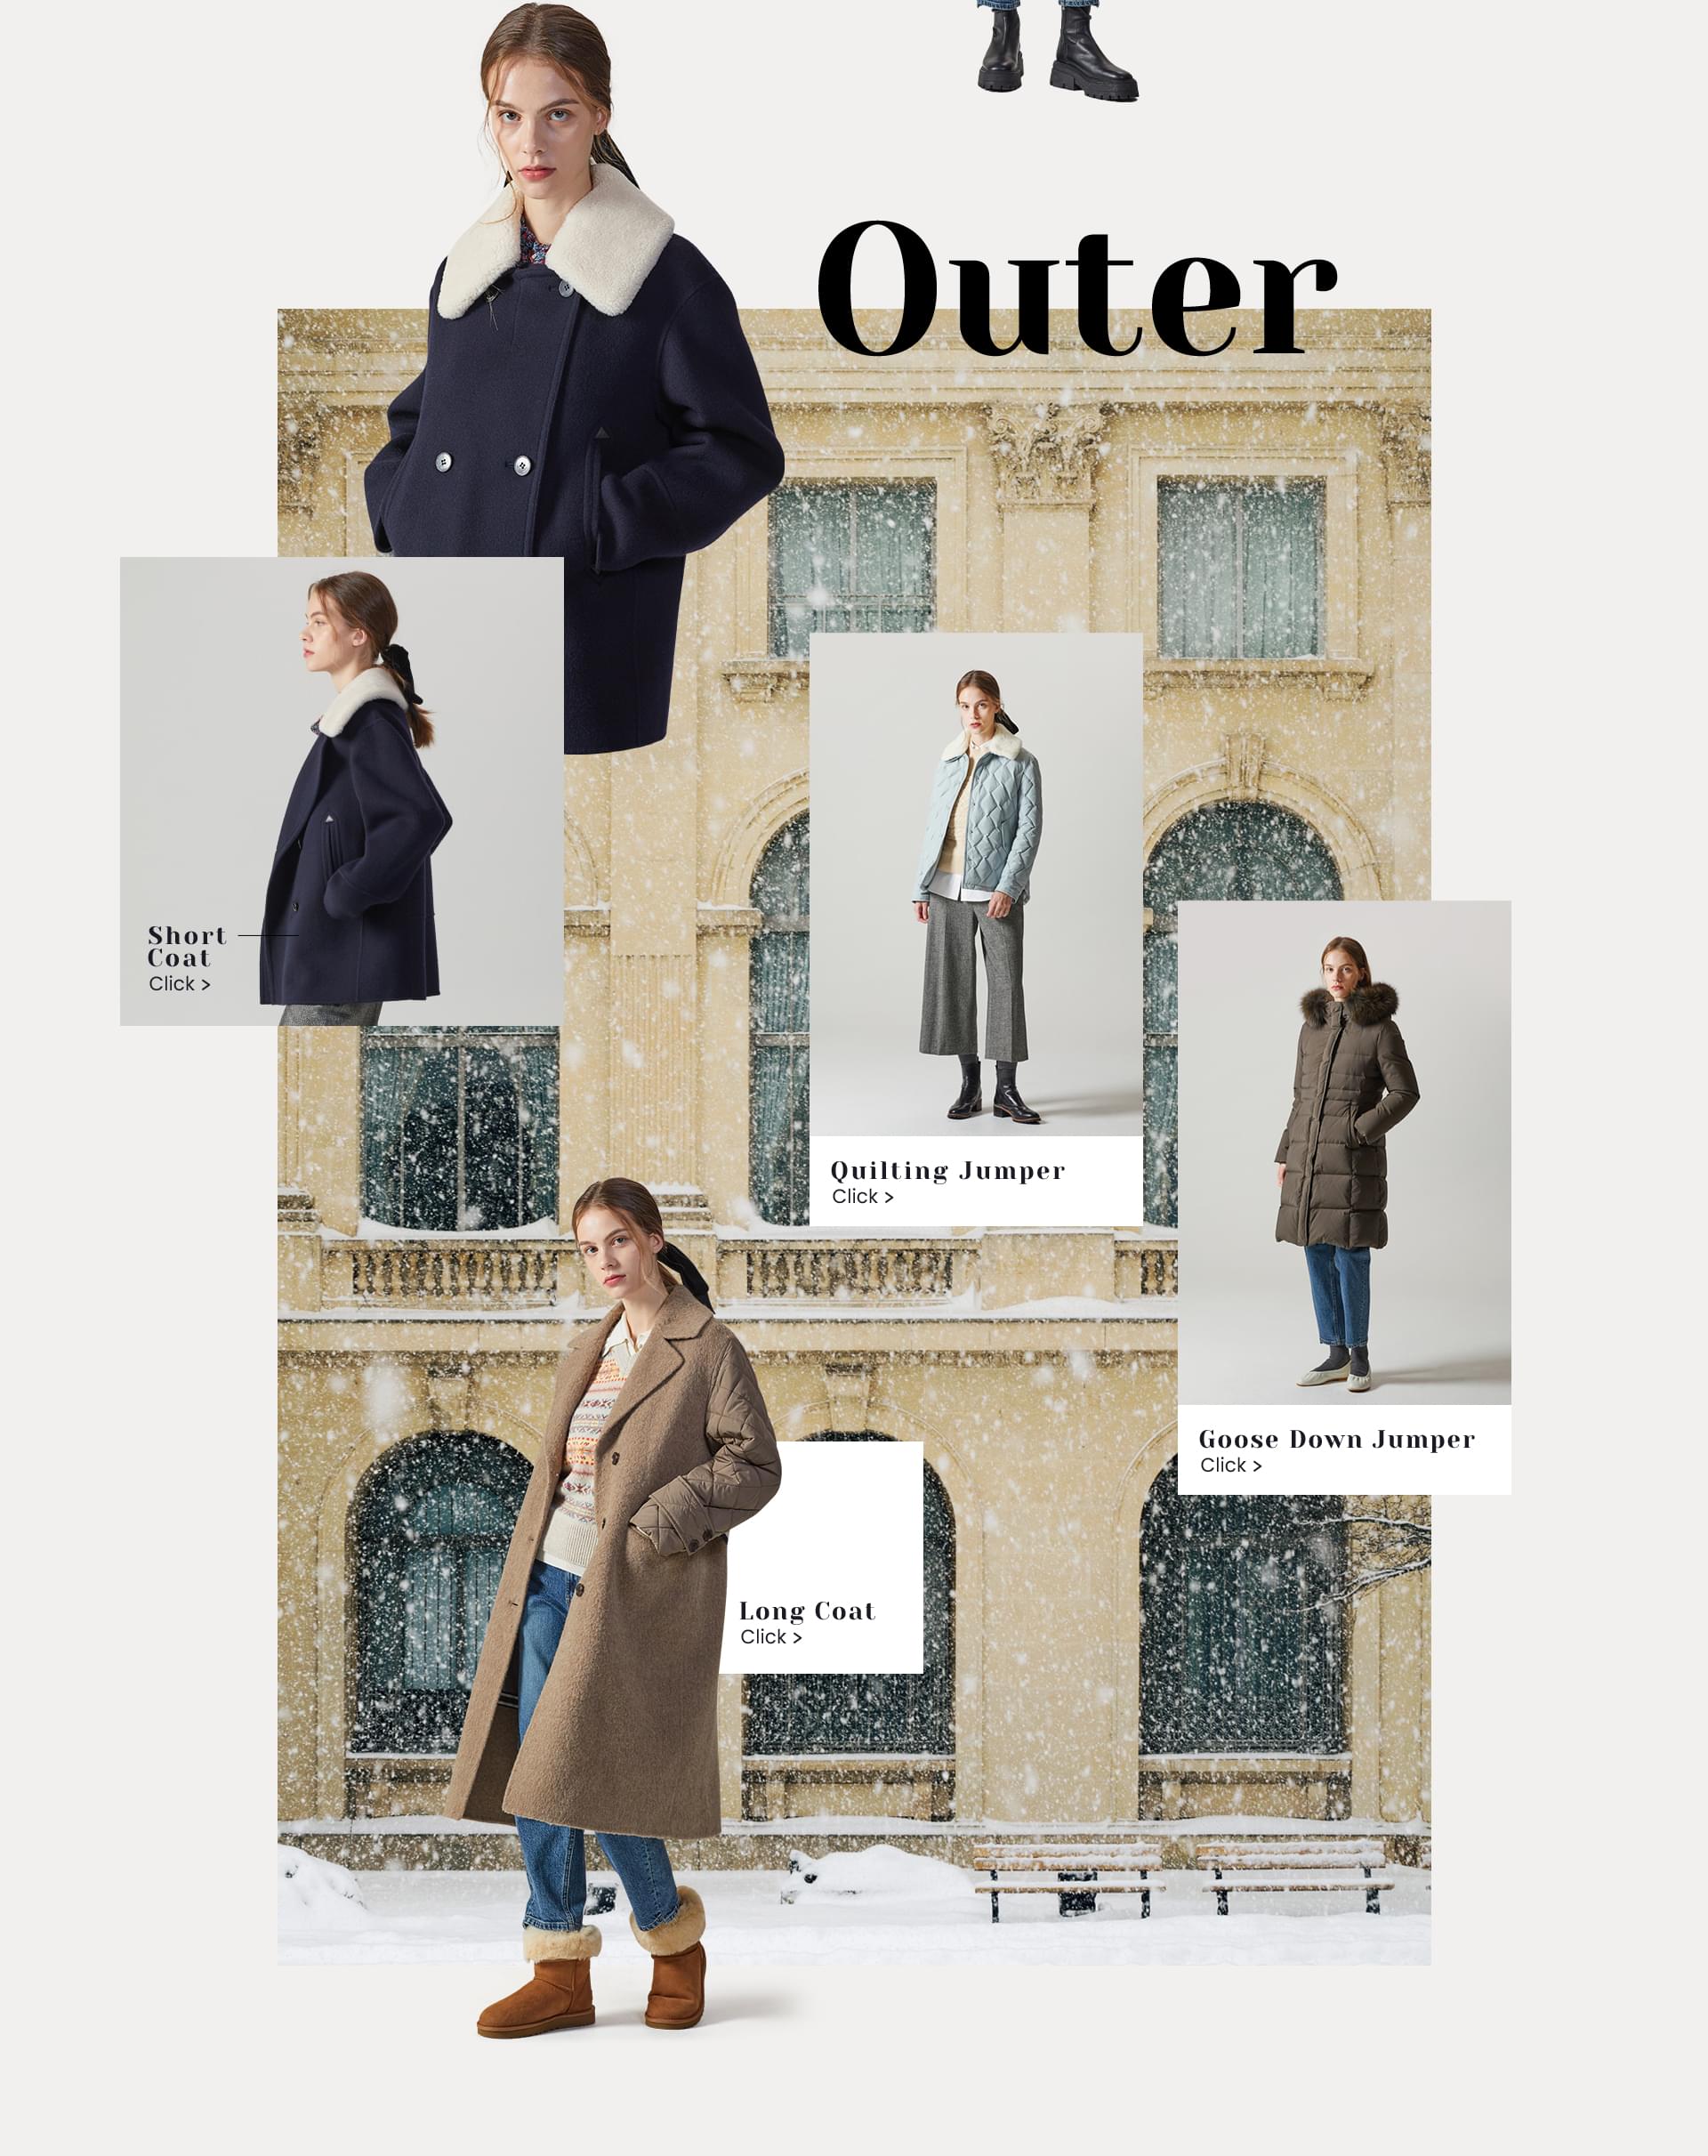 Outer
Short
Coat
Click >
Quilting Jumper
Click >
Goose Down Jumper
Click >
Long Coat
Click >